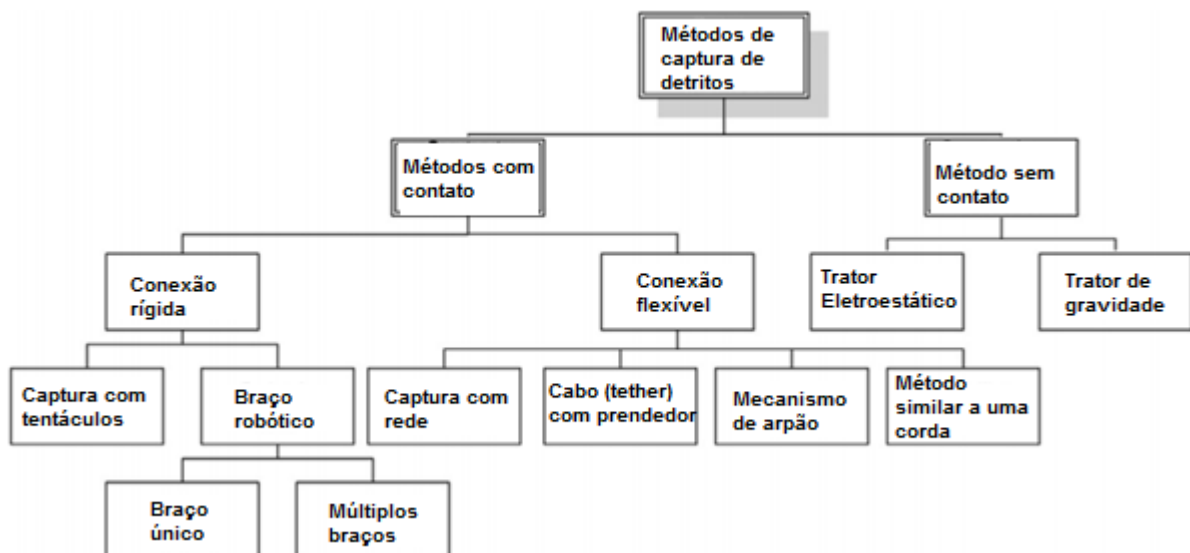 Métodos de
captura de
detritos
Métodos com
contato
Método sem
contato
Conexão
rígida
Conexão
flexível
Trator
Eletroestático
Trator de
gravidade
Captura com
tentáculos
Braço
robótico
Captura com
rede
Cabo (tether)
com prendedor
Mecanismo
de arpão
Método
similar a uma
corda
Braço
único
Múltiplos
braços